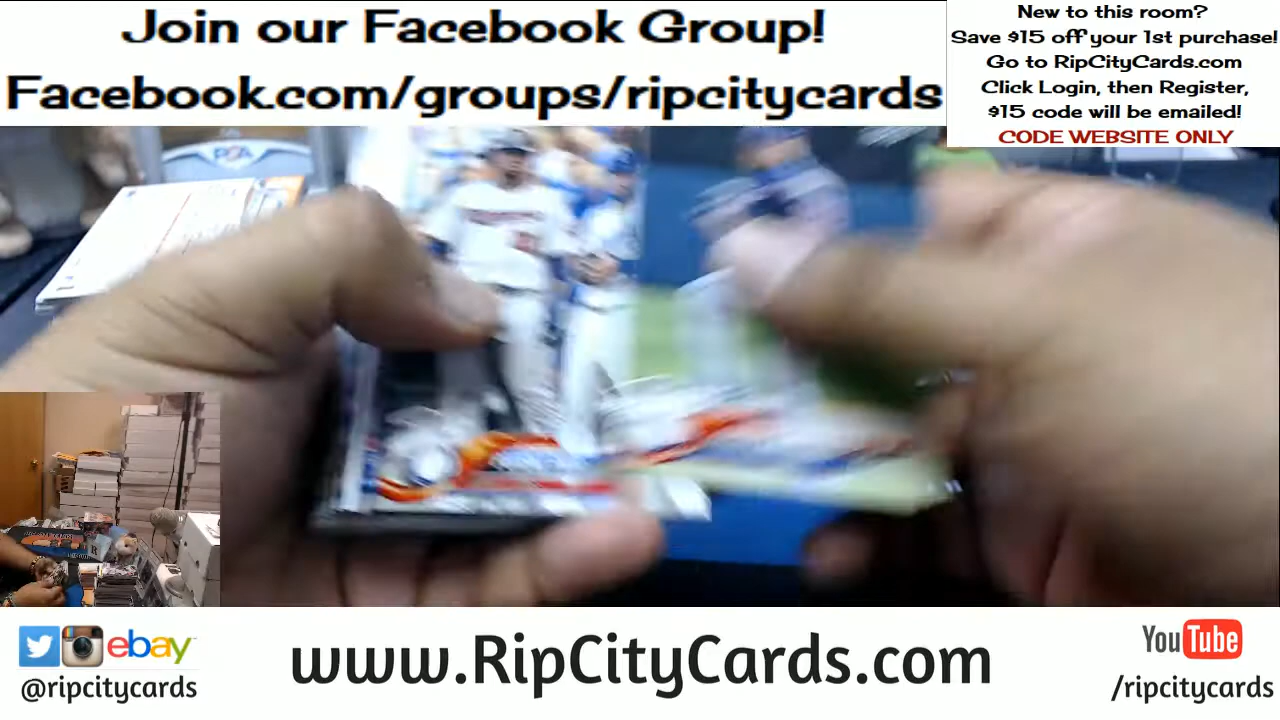 Join our Facebook Group!
Facebook.com/groups/ripcitycards
New to this room?
Save $15 off your 1st purchase!
Go to RipCityCards.com
Click Login, then Register,
$15 code will be emailed!
CODE WEBSITE ONLY
PSA
ebay
@ripcitycards
www.RipCityCards.com
YouTube
/ripcitycards